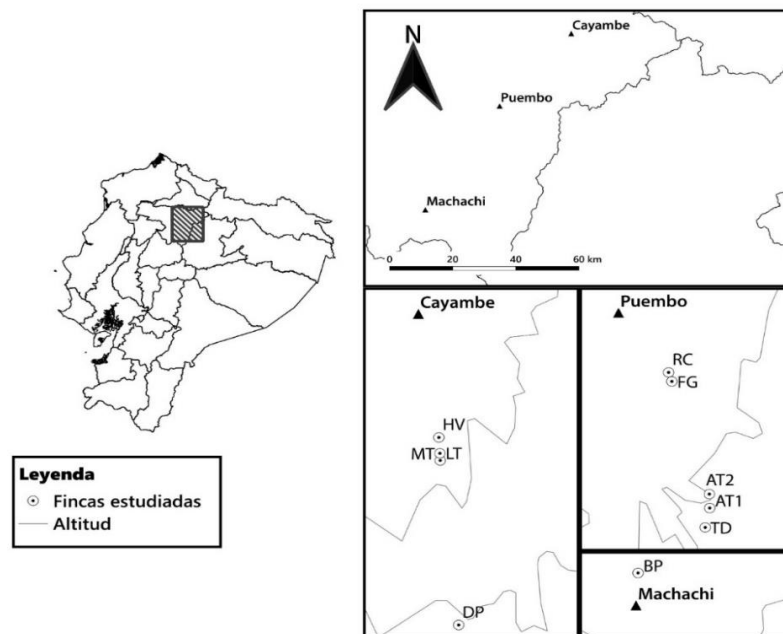 N
Cayambe
Puembo
Machachi
0 20 40 60 km
Leyenda
Fincas estudiadas
Altitud
Cayambe
HV
MT LT
DP
Puembo
RC
FG
AT2
AT1
TD
BP
Machachi